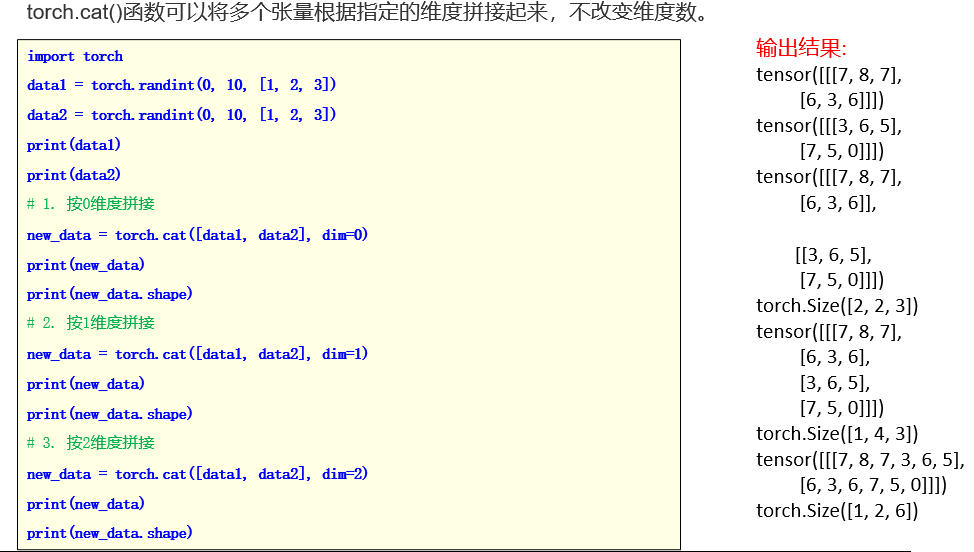 torch.cat()函数可以将多个张量根据指定的维度拼接起来，不改变维度数。
import torch
data1 = torch.randint(0, 10, [1, 2, 3])
data2 = torch.randint(0, 10, [1, 2, 3])
print(data1)
print(data2)
# 1. 按0维度拼接
new_data = torch.cat([data1, data2], dim=0)
print(new_data)
print(new_data.shape)
# 2. 按1维度拼接
new_data = torch.cat([data1, data2], dim=1)
print(new_data)
print(new_data.shape)
# 3. 按2维度拼接
new_data = torch.cat([data1, data2], dim=2)
print(new_data)
print(new_data.shape)
输出结果:
tensor([[[7, 8, 7],
[6, 3, 6]]])
tensor([[[3, 6, 5],
[7, 5, 0]]])
tensor([[[7, 8, 7],
[6, 3, 6]],
[[3, 6, 5],
[7, 5, 0]]])
torch.Size([2, 2, 3])
tensor([[[7, 8, 7],
[6, 3, 6],
[3, 6, 5],
[7, 5, 0]]])
torch.Size([1, 4, 3])
tensor([[[7, 8, 7, 3, 6, 5],
[6, 3, 6, 7, 5, 0]]])
torch.Size([1, 2, 6])